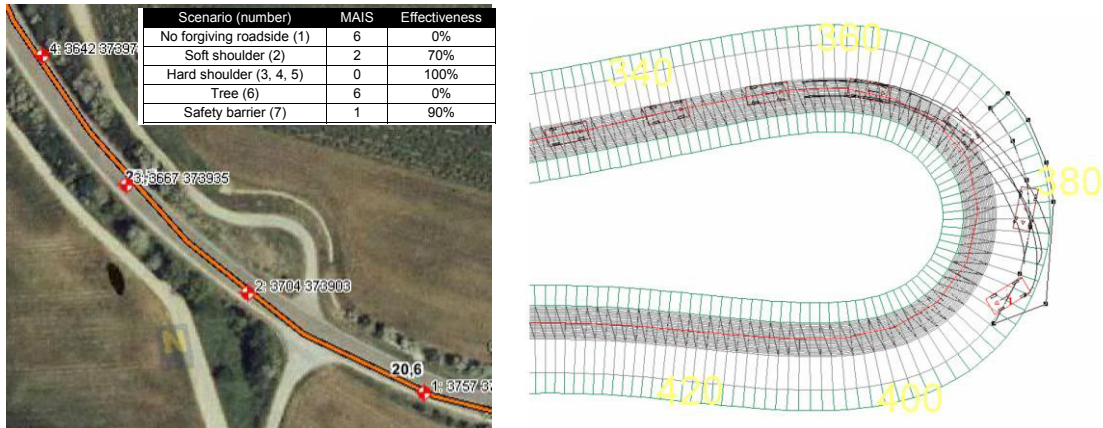 Scenario (number) MAIS Effectiveness
No forgiving roadside (1) 6 0%
Soft shoulder (2) 2 70%
Hard shoulder (3, 4, 5) 0 100%
Tree (6) 6 0%
Safety barrier (7) 1 90%
4: 3642 37397
3667 373935
2: 3704 373903
20,6
1: 3757 37
N
340
360
380
400
420